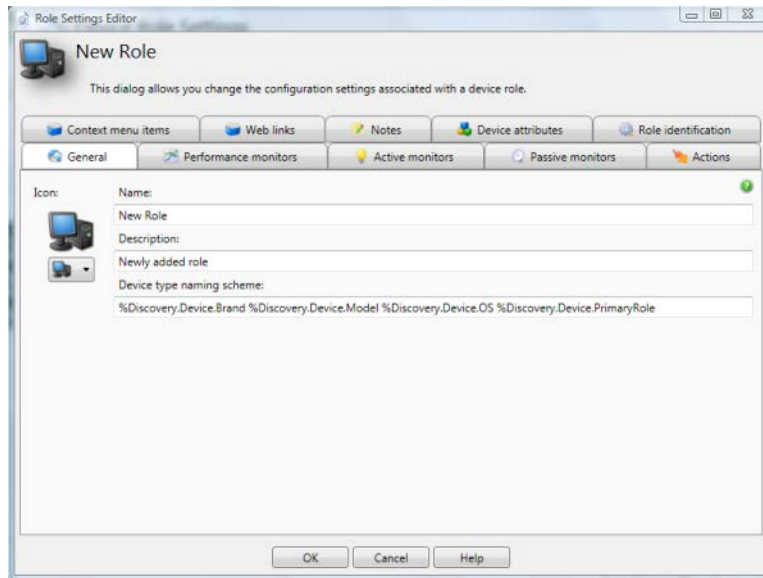 Role Settings Editor
New Role
This dialog allows you change the configuration settings associated with a device role.
Context menu items
Web links
Notes
Device attributes
Role identification
General
Performance monitors
Active monitors
Passive monitors
Actions
Icon:
Name:
New Role
Description:
Newly added role
Device type naming scheme:
%Discovery.Device.Brand %Discovery.Device.Model %Discovery.Device.OS %Discovery.Device.PrimaryRole
OK
Cancel
Help